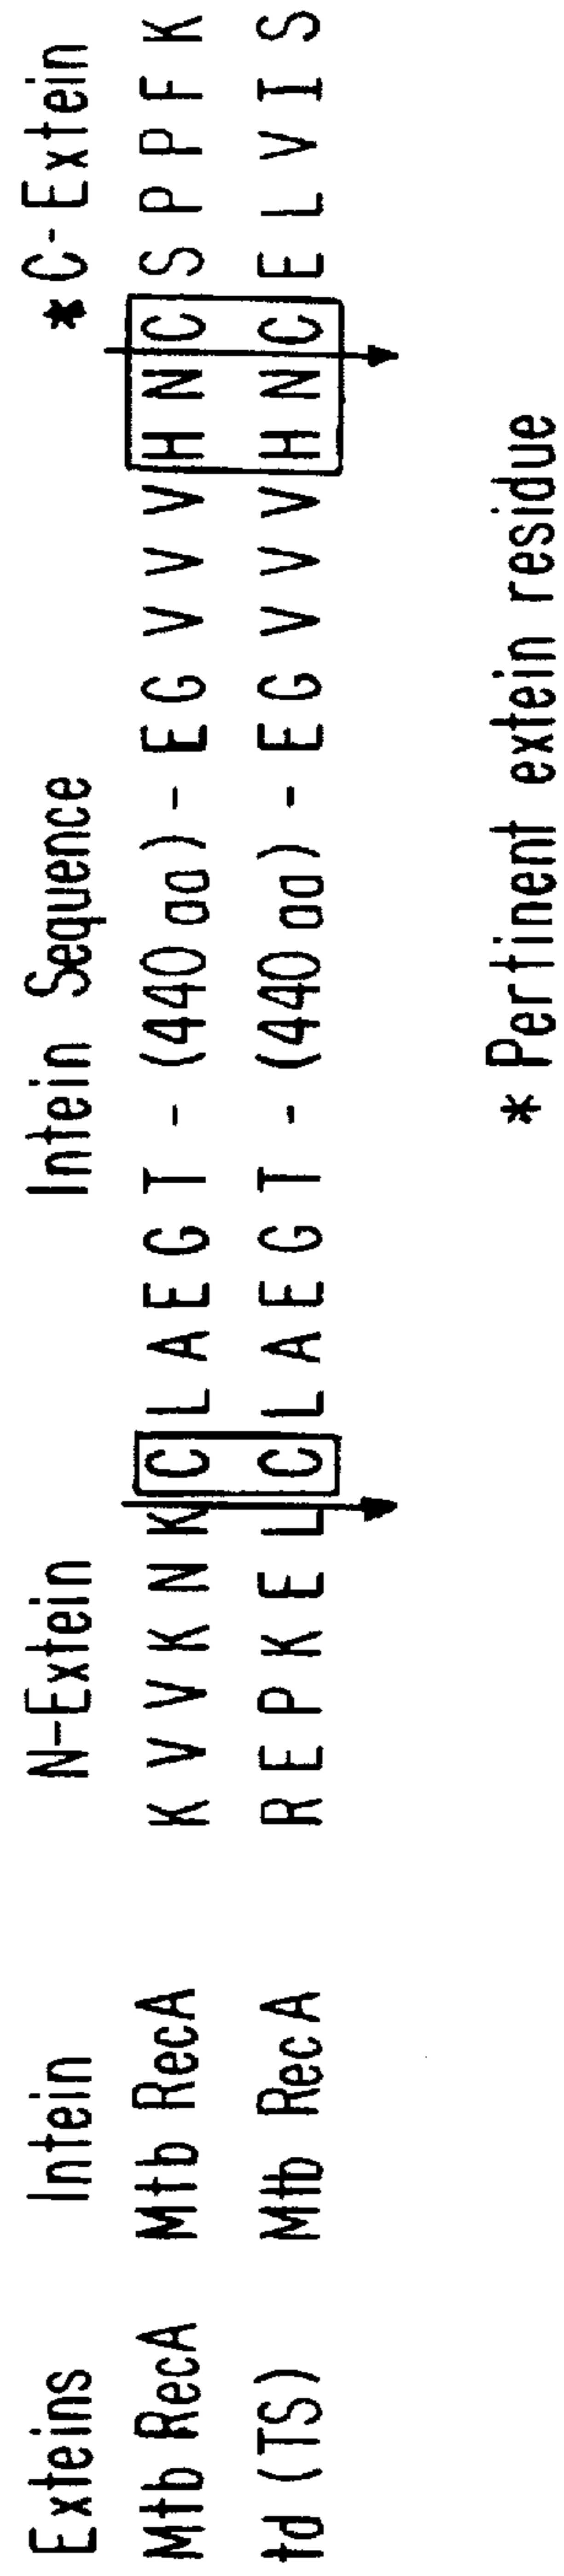 Exteins Intein N-Extein Intein Sequence *C-Extein
Mtb RecA Mtb RecA K V V K N K C L A E G T - (440 aa) - E G V V V H N C S P P F K
td (TS) Mtb RecA R E P K E L C L A E G T - (440 aa) - E G V V V H N C E L V I S
* Pertinent extein residue